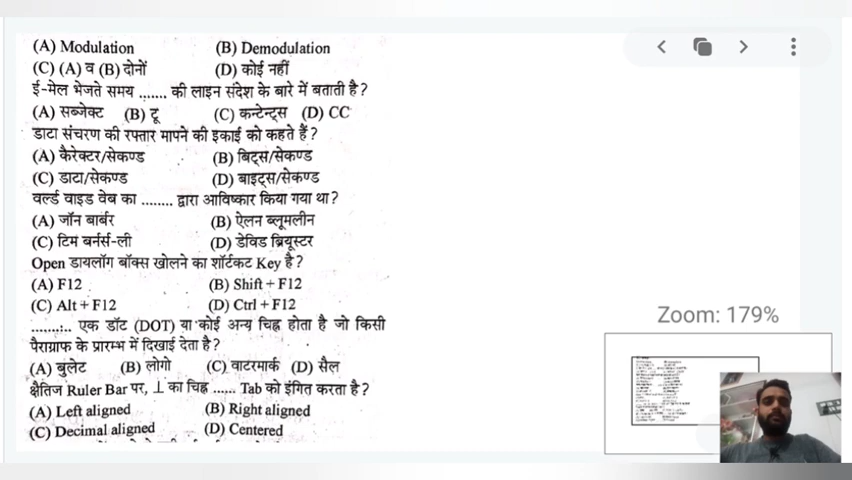 (A) Modulation (B) Demodulation
(C) (A) व (B) दोनों (D) कोई नहीं
ई-मेल भेजते समय ....... की लाइन संदेश के बारे में बताती है ?
(A) सब्जेक्ट (B) टू (C) कन्टेन्ट्स (D) CC
डाटा संचरण की रफ्तार मापने की इकाई को कहते हैं ?
(A) कैरेक्टर/सेकण्ड (B) बिट्स/सेकण्ड
(C) डाटा/सेकण्ड (D) बाइट्स/सेकण्ड
वर्ल्ड वाइड वेब का ........ द्वारा आविष्कार किया गया था ?
(A) जॉन बार्बर (B) ऐलन ब्लूमलीन
(C) टिम बर्नर्स-ली (D) डेविड ब्रियूस्टर
Open डायलॉग बॉक्स खोलने का शॉर्टकट Key है ?
(A) F12 (B) Shift + F12
(C) Alt + F12 (D) Ctrl + F12
......... एक डॉट (DOT) या कोई अन्य चिह्न होता है जो किसी
पैराग्राफ के प्रारम्भ में दिखाई देता है ?
(A) बुलेट (B) लोगो (C) वाटरमार्क (D) सैल
क्षैतिज Ruler Bar पर, ⊥ का चिह्न ...... Tab को इंगित करता है ?
(A) Left aligned (B) Right aligned
(C) Decimal aligned (D) Centered
Zoom: 179%